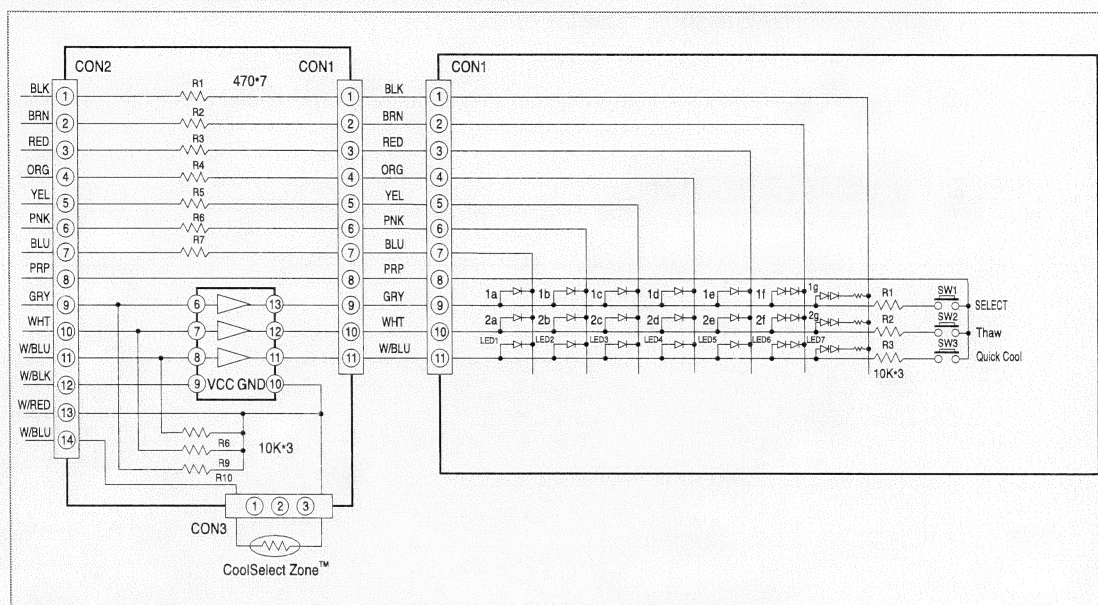 CON2 CON1 CON1
R1 470*7
BLK 1 1 BLK 1
R2
BRN 2 2 BRN 2
R3
RED 3 3 RED 3
R4
ORG 4 4 ORG 4
R5
YEL 5 5 YEL 5
R6
PNK 6 6 PNK 6
R7
BLU 7 7 BLU 7
PRP 8 8 PRP 8
1a 1b 1c 1d 1e 1f 1g R1 SW1
GRY 9 6 13 9 GRY 9 SELECT
2a 2b 2c 2d 2e 2f 2g R2 SW2
WHT 10 7 12 10 WHT 10 Thaw
LED1 LED2 LED3 LED4 LED5 LED6 LED7 R3 SW3
W/BLU 11 8 11 11 W/BLU 11 Quick Cool
10K*3
W/BLK 12 9 VCC GND 10
W/RED 13
W/BLU 14
R6 10K*3
R9
R10
1 2 3
CON3
CoolSelect Zone™